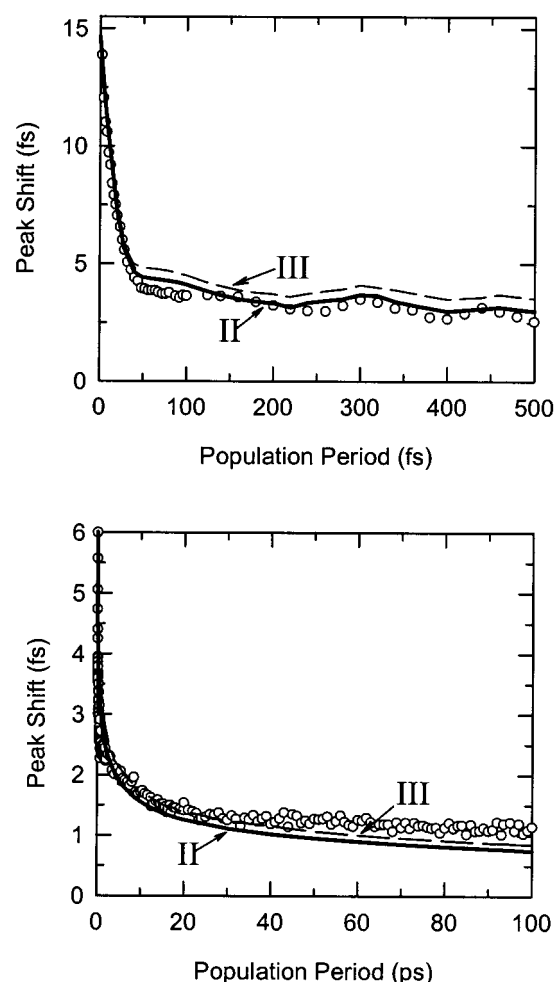 15
10
5
0
Peak Shift (fs)
III
II
0 100 200 300 400 500
Population Period (fs)
6
5
4
3
2
1
0
Peak Shift (fs)
III
II
0 20 40 60 80 100
Population Period (ps)